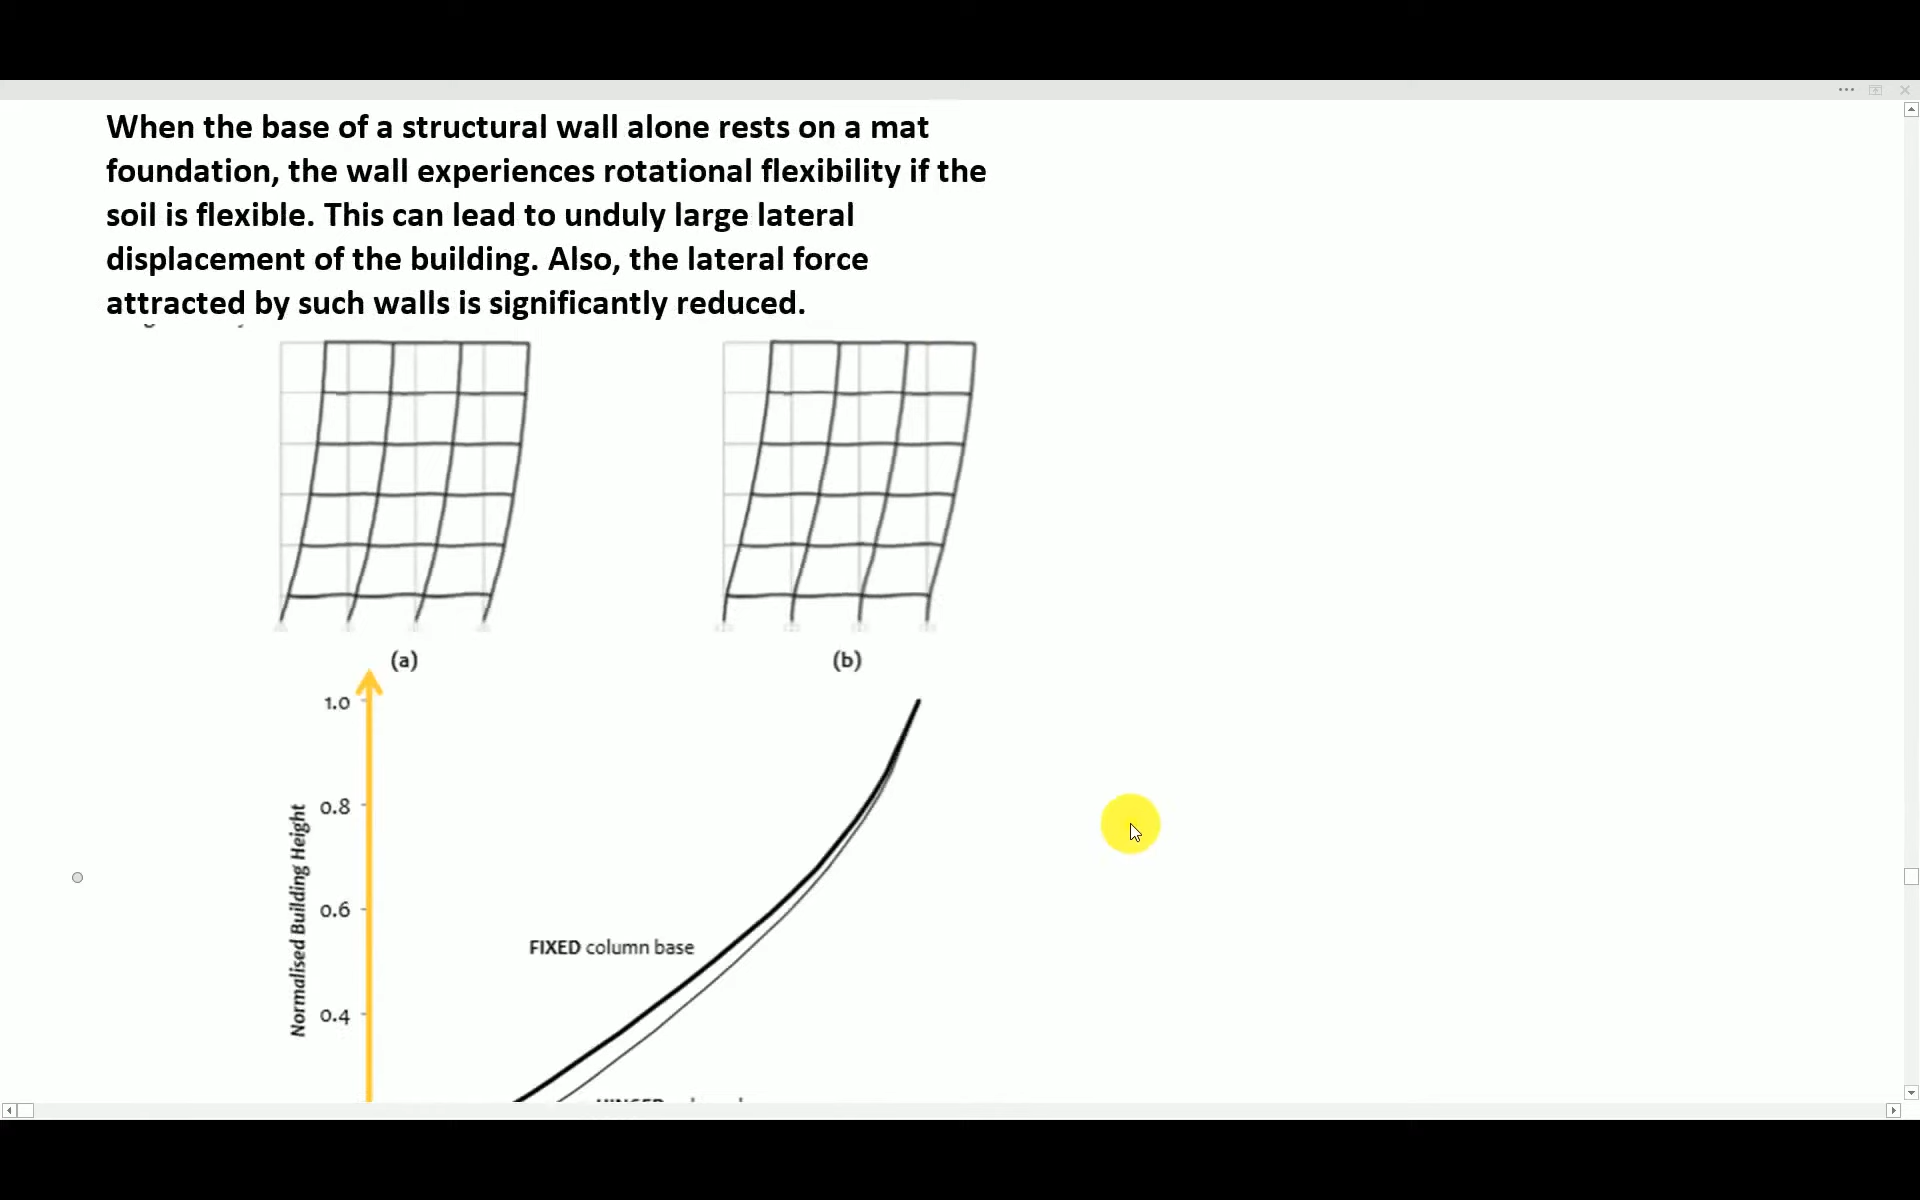 When the base of a structural wall alone rests on a mat
foundation, the wall experiences rotational flexibility if the
soil is flexible. This can lead to unduly large lateral
displacement of the building. Also, the lateral force
attracted by such walls is significantly reduced.
(a)
(b)
1.0
0.8
Normalised Building Height
0.6
FIXED column base
0.4